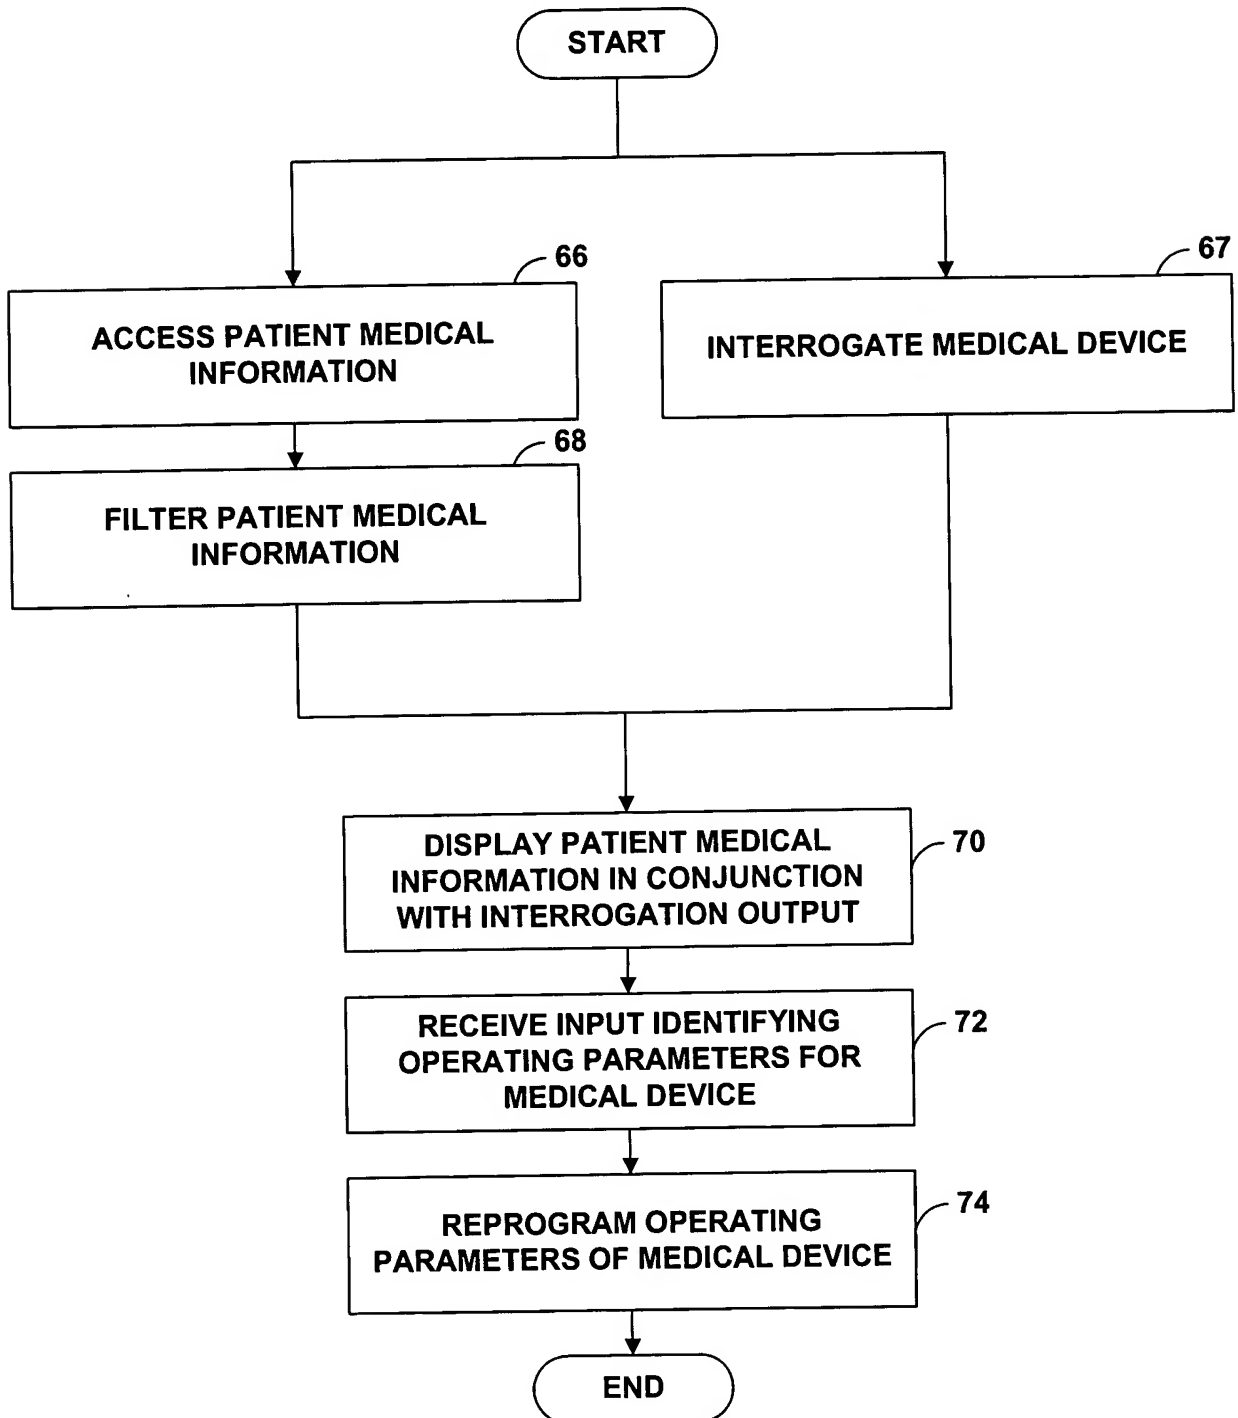 START
66
67
ACCESS PATIENT MEDICAL
INFORMATION
INTERROGATE MEDICAL DEVICE
68
FILTER PATIENT MEDICAL
INFORMATION
DISPLAY PATIENT MEDICAL
INFORMATION IN CONJUNCTION
WITH INTERROGATION OUTPUT
70
RECEIVE INPUT IDENTIFYING
OPERATING PARAMETERS FOR
MEDICAL DEVICE
72
REPROGRAM OPERATING
PARAMETERS OF MEDICAL DEVICE
74
END